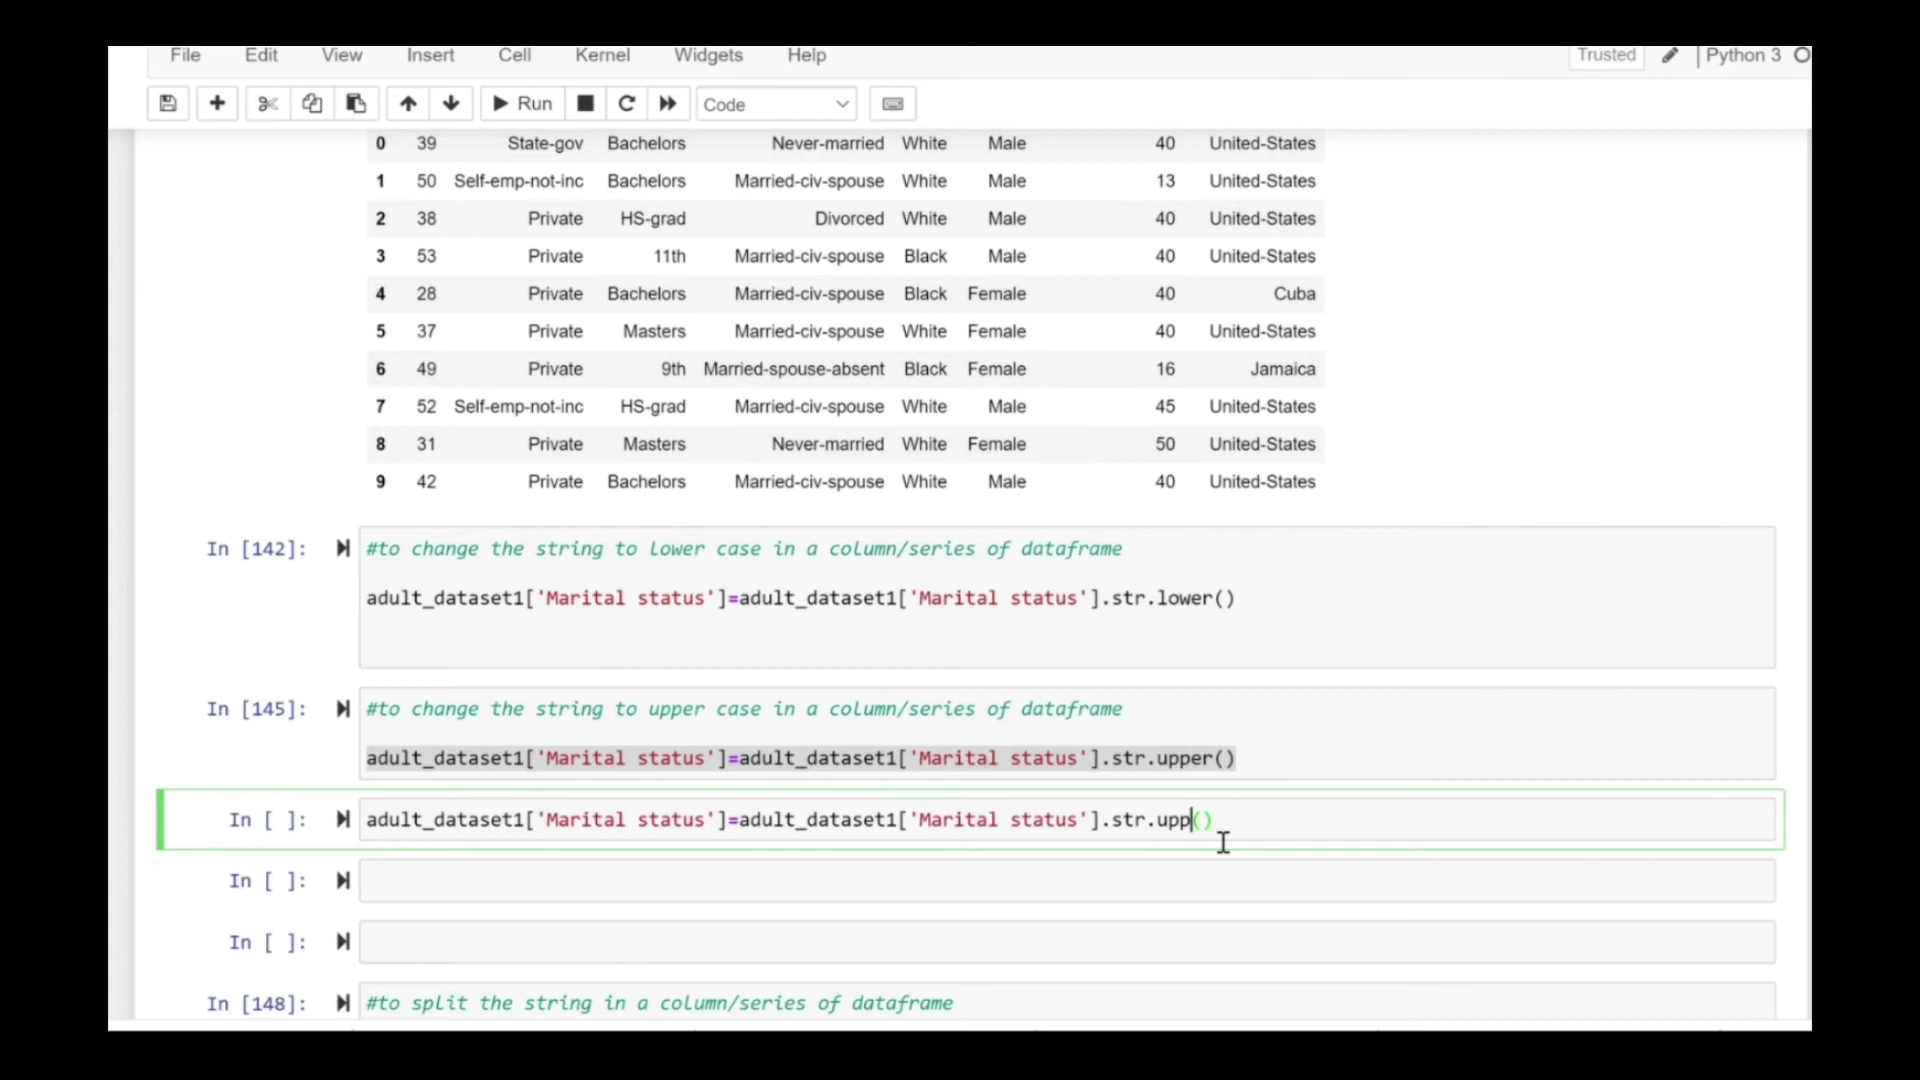 File Edit View Insert Cell Kernel Widgets Help Trusted Python 3
Run Code
0 39 State-gov Bachelors Never-married White Male 40 United-States
1 50 Self-emp-not-inc Bachelors Married-civ-spouse White Male 13 United-States
2 38 Private HS-grad Divorced White Male 40 United-States
3 53 Private 11th Married-civ-spouse Black Male 40 United-States
4 28 Private Bachelors Married-civ-spouse Black Female 40 Cuba
5 37 Private Masters Married-civ-spouse White Female 40 United-States
6 49 Private 9th Married-spouse-absent Black Female 16 Jamaica
7 52 Self-emp-not-inc HS-grad Married-civ-spouse White Male 45 United-States
8 31 Private Masters Never-married White Female 50 United-States
9 42 Private Bachelors Married-civ-spouse White Male 40 United-States
In [142]: #to change the string to lower case in a column/series of dataframe
adult_dataset1['Marital status']=adult_dataset1['Marital status'].str.lower()
In [145]: #to change the string to upper case in a column/series of dataframe
adult_dataset1['Marital status']=adult_dataset1['Marital status'].str.upper()
In [ ]: adult_dataset1['Marital status']=adult_dataset1['Marital status'].str.upp()
In [ ]:
In [ ]:
In [148]: #to split the string in a column/series of dataframe